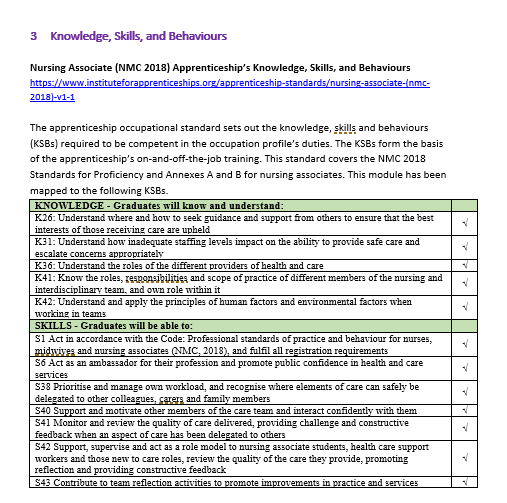 3 Knowledge, Skills, and Behaviours
Nursing Associate (NMC 2018) Apprenticeship's Knowledge, Skills, and Behaviours
https://www.instituteforapprenticeships.org/apprenticeship-standards/nursing-associate-(nmc-
2018)-v1-1
The apprenticeship occupational standard sets out the knowledge, skills and behaviours
(KSBs) required to be competent in the occupation profile's duties. The KSBs form the basis
of the apprenticeship's on-and-off-the-job training. This standard covers the NMC 2018
Standards for Proficiency and Annexes A and B for nursing associates. This module has been
mapped to the following KSBs.
KNOWLEDGE - Graduates will know and understand:
K26: Understand where and how to seek guidance and support from others to ensure that the best √
interests of those receiving care are upheld
K31: Understand how inadequate staffing levels impact on the ability to provide safe care and √
escalate concerns appropriately
K36: Understand the roles of the different providers of health and care √
K41: Know the roles, responsibilities and scope of practice of different members of the nursing and √
interdisciplinary team, and own role within it
K42: Understand and apply the principles of human factors and environmental factors when √
working in teams
SKILLS - Graduates will be able to:
S1 Act in accordance with the Code: Professional standards of practice and behaviour for nurses, √
midwives and nursing associates (NMC, 2018), and fulfil all registration requirements
S6 Act as an ambassador for their profession and promote public confidence in health and care √
services
S38 Prioritise and manage own workload, and recognise where elements of care can safely be √
delegated to other colleagues, carers and family members
S40 Support and motivate other members of the care team and interact confidently with them √
S41 Monitor and review the quality of care delivered, providing challenge and constructive √
feedback when an aspect of care has been delegated to others
S42 Support, supervise and act as a role model to nursing associate students, health care support
workers and those new to care roles, review the quality of the care they provide, promoting √
reflection and providing constructive feedback
S43 Contribute to team reflection activities to promote improvements in practice and services √